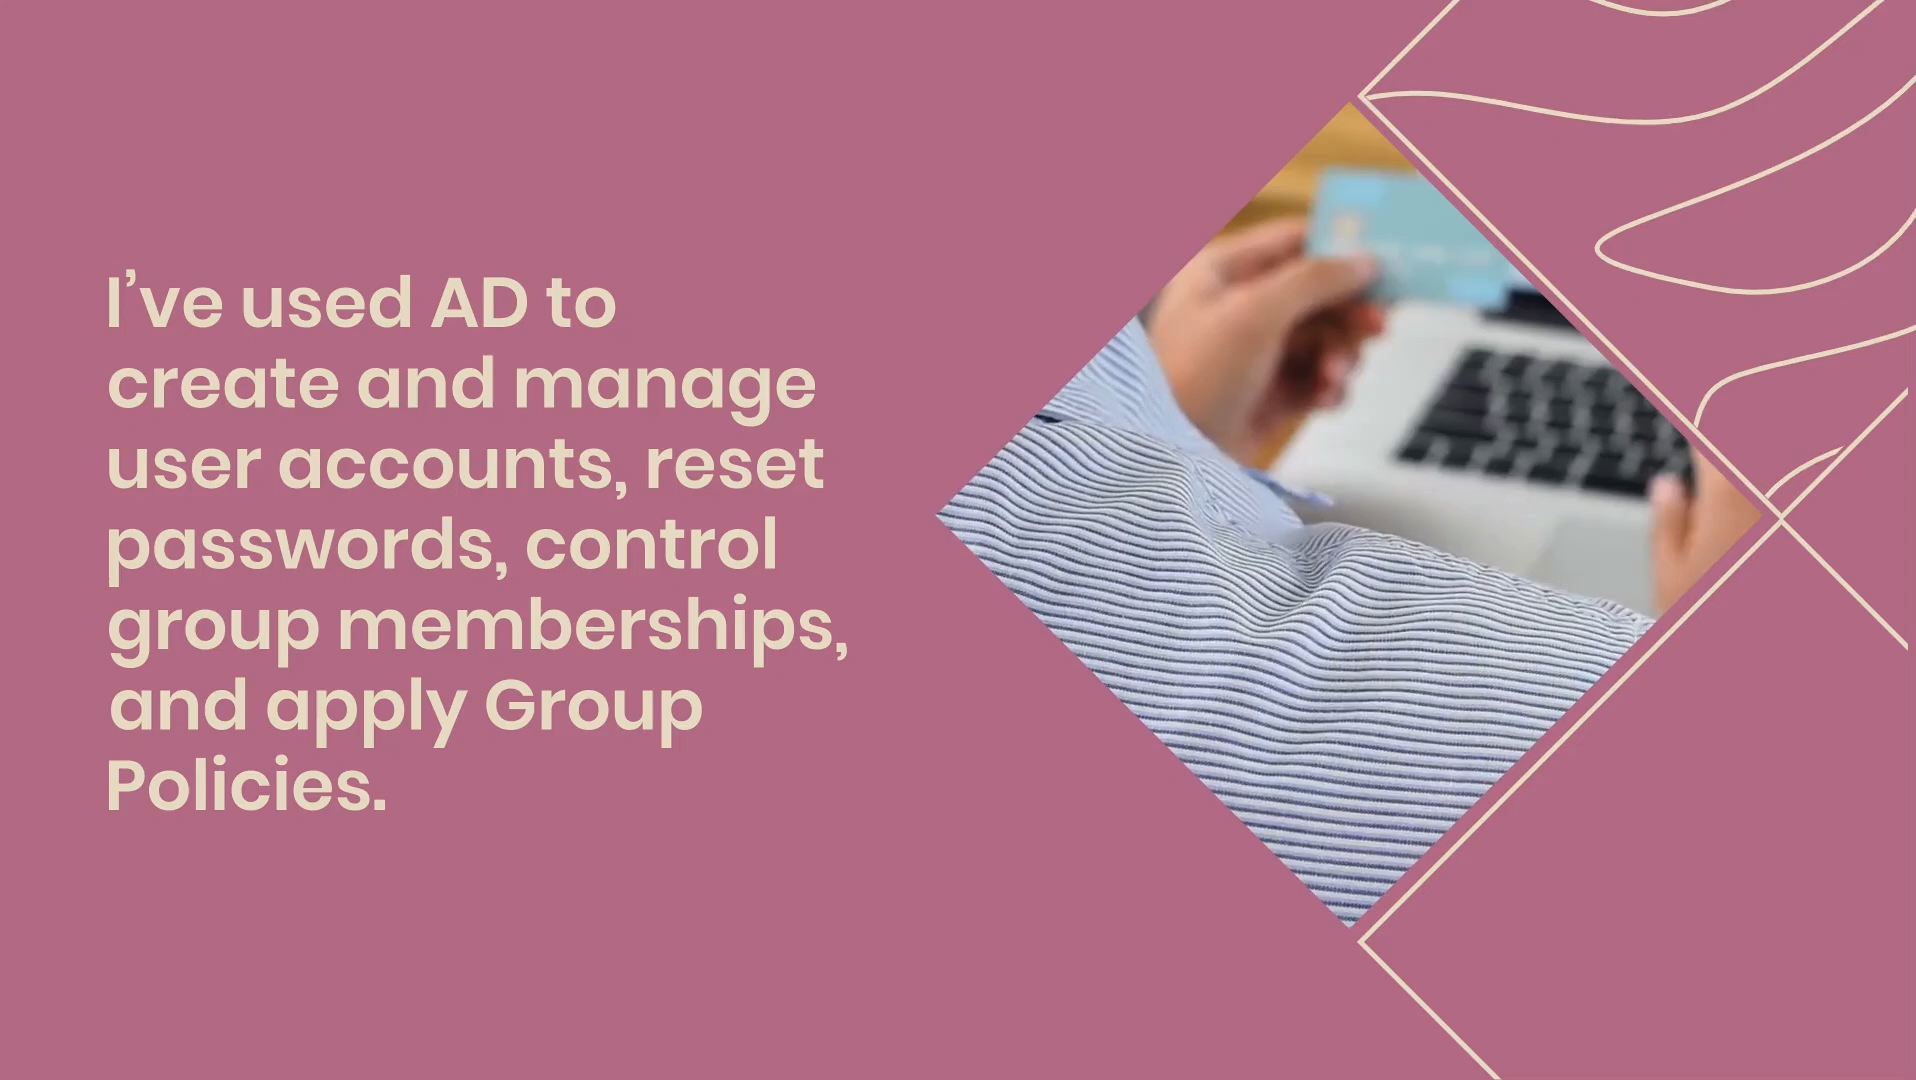 I’ve used AD to
create and manage
user accounts, reset
passwords, control
group memberships,
and apply Group
Policies.